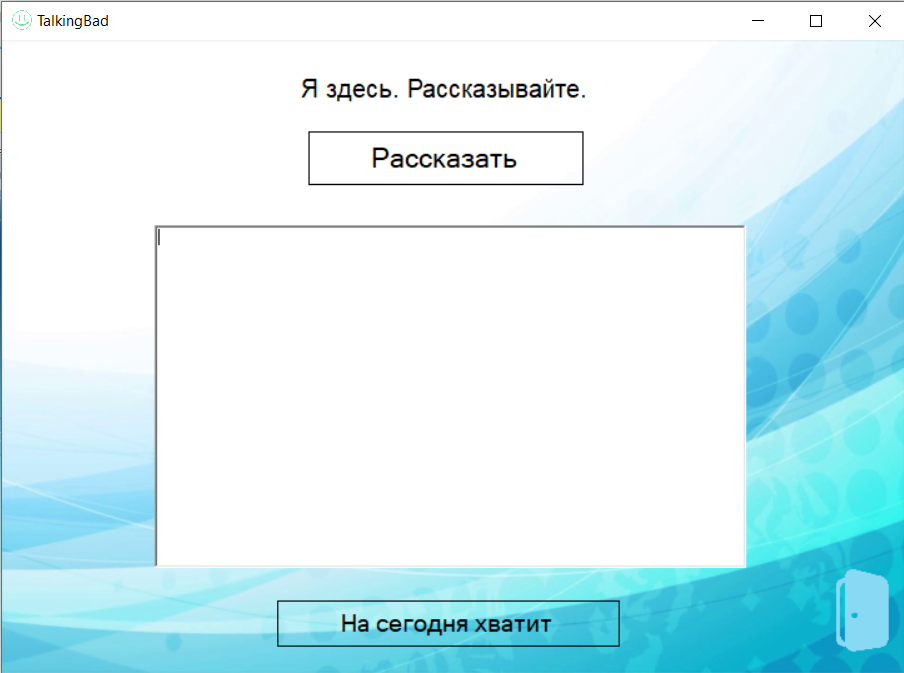 TalkingBad
Я здесь. Рассказывайте.
Рассказать
На сегодня хватит